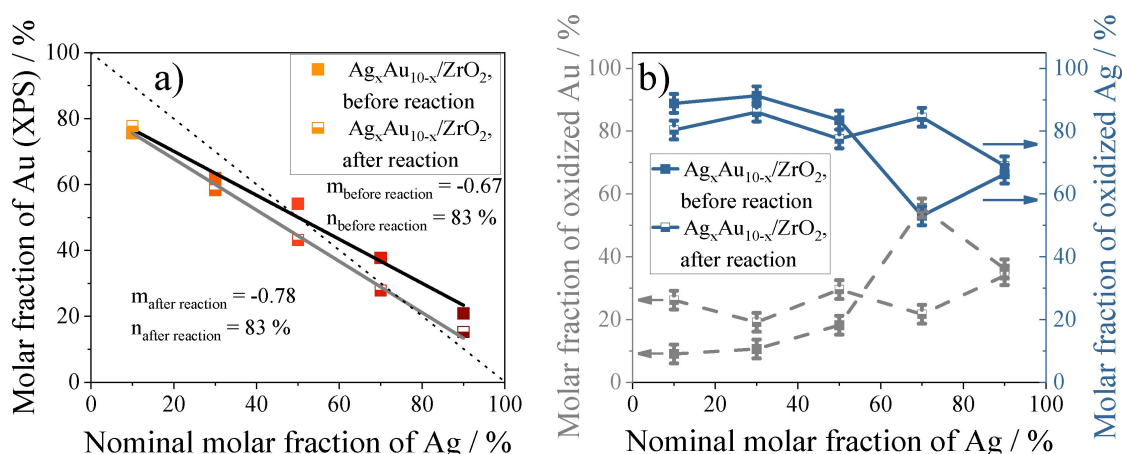 Molar fraction of Au (XPS) / %
100
80
60
40
20
0
a)
AgₓAu₁₀₋ₓ/ZrO₂,
before reaction
AgₓAu₁₀₋ₓ/ZrO₂,
after reaction
m before reaction = -0.67
n before reaction = 83 %
m after reaction = -0.78
n after reaction = 83 %
0 20 40 60 80 100
Nominal molar fraction of Ag / %
Molar fraction of oxidized Au / %
100
80
60
40
20
0
b)
AgₓAu₁₀₋ₓ/ZrO₂,
before reaction
AgₓAu₁₀₋ₓ/ZrO₂,
after reaction
100
80
60
40
20
0
Molar fraction of oxidized Ag / %
0 20 40 60 80 100
Nominal molar fraction of Ag / %